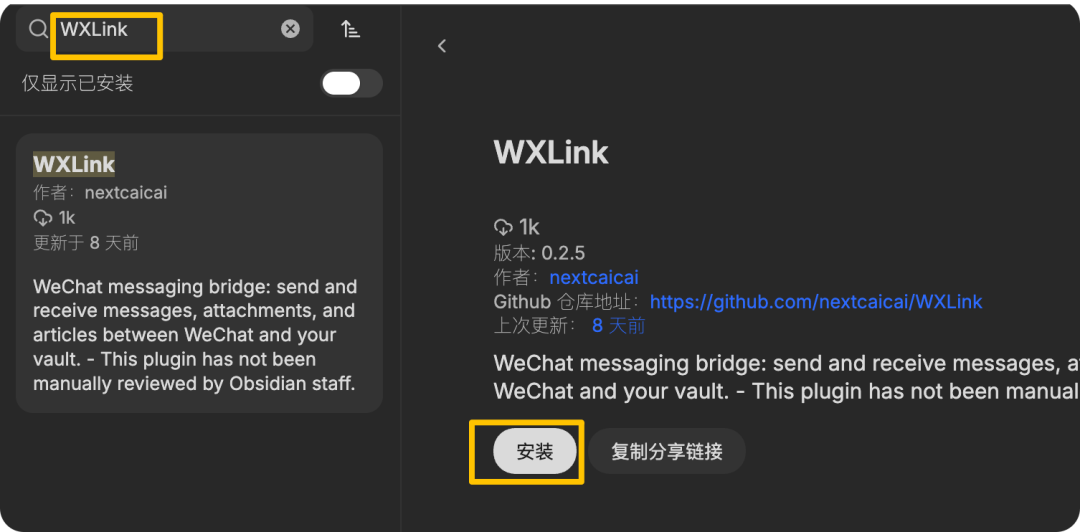 WXLink
仅显示已安装
WXLink
作者： nextcaicai
1k
更新于 8 天前
WeChat messaging bridge: send and
receive messages, attachments, and
articles between WeChat and your
vault. - This plugin has not been
manually reviewed by Obsidian staff.
WXLink
1k
版本: 0.2.5
作者： nextcaicai
Github 仓库地址： https://github.com/nextcaicai/WXLink
上次更新： 8 天前
WeChat messaging bridge: send and receive messages, a
WeChat and your vault. - This plugin has not been manual
安装
复制分享链接